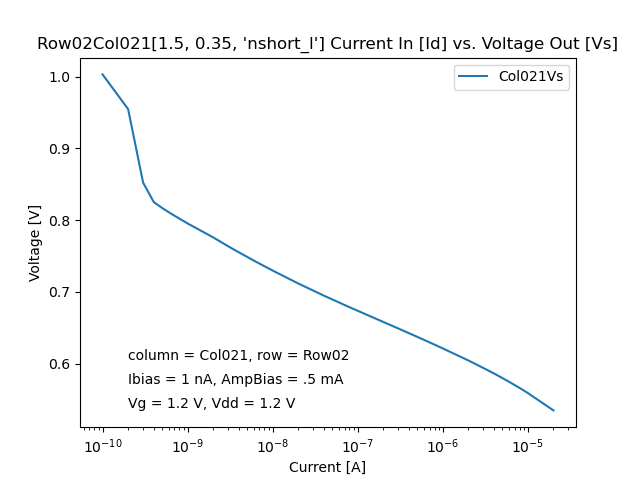 Row02Col021[1.5, 0.35, 'nshort_l'] Current In [Id] vs. Voltage Out [Vs]
Col021Vs
1.0
0.9
0.8
0.7
0.6
Voltage [V]
column = Col021, row = Row02
Ibias = 1 nA, AmpBias = .5 mA
Vg = 1.2 V, Vdd = 1.2 V
10⁻¹⁰ 10⁻⁹ 10⁻⁸ 10⁻⁷ 10⁻⁶ 10⁻⁵
Current [A]